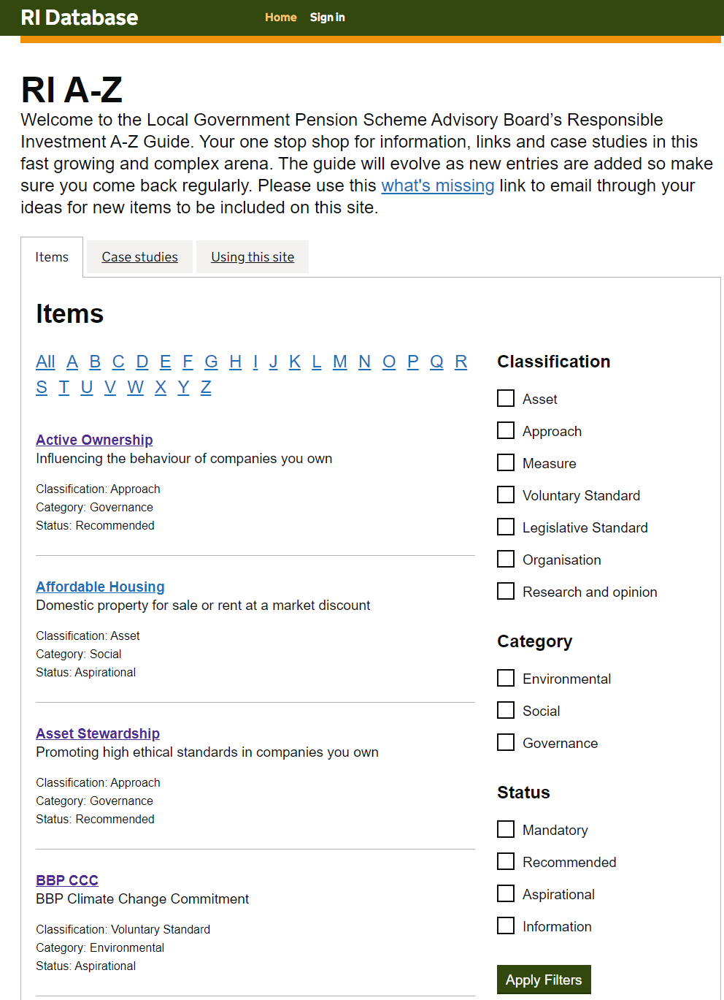 RI Database
Home
Sign in
RI A-Z
Welcome to the Local Government Pension Scheme Advisory Board’s Responsible
Investment A-Z Guide. Your one stop shop for information, links and case studies in this
fast growing and complex arena. The guide will evolve as new entries are added so make
sure you come back regularly. Please use this what's missing link to email through your
ideas for new items to be included on this site.
Items
Case studies
Using this site
Items
All A B C D E F G H I J K L M N O P Q R
S T U V W X Y Z
Active Ownership
Influencing the behaviour of companies you own
Classification: Approach
Category: Governance
Status: Recommended
Affordable Housing
Domestic property for sale or rent at a market discount
Classification: Asset
Category: Social
Status: Aspirational
Asset Stewardship
Promoting high ethical standards in companies you own
Classification: Approach
Category: Governance
Status: Recommended
BBP CCC
BBP Climate Change Commitment
Classification: Voluntary Standard
Category: Environmental
Status: Aspirational
Classification
Asset
Approach
Measure
Voluntary Standard
Legislative Standard
Organisation
Research and opinion
Category
Environmental
Social
Governance
Status
Mandatory
Recommended
Aspirational
Information
Apply Filters